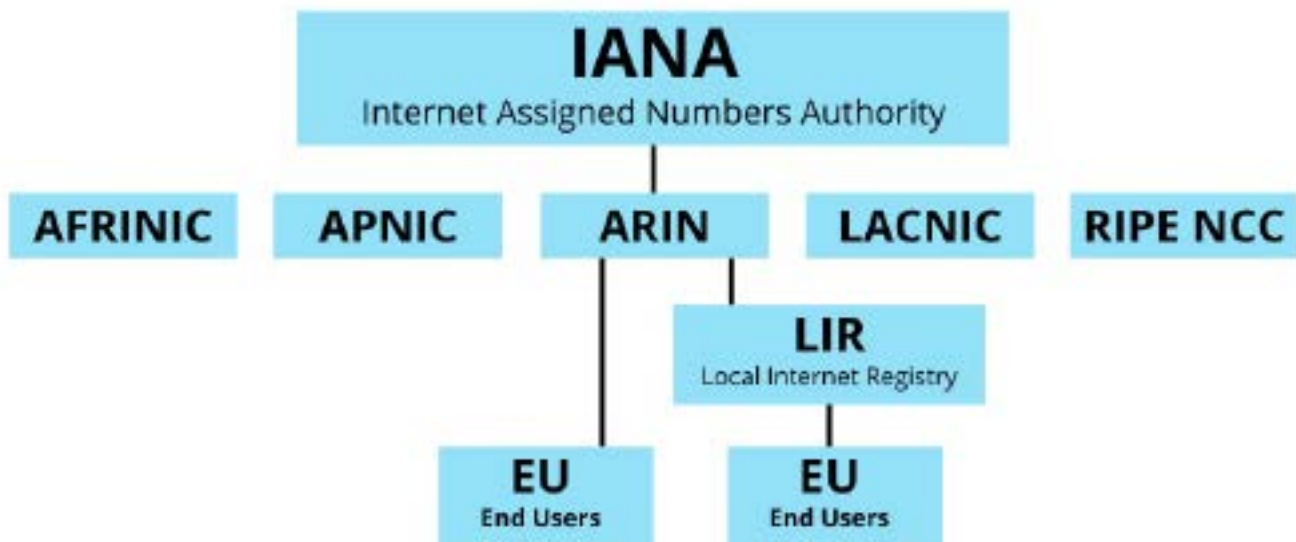 IANA
Internet Assigned Numbers Authority
AFRINIC
APNIC
ARIN
LACNIC
RIPE NCC
LIR
Local Internet Registry
EU
End Users
EU
End Users